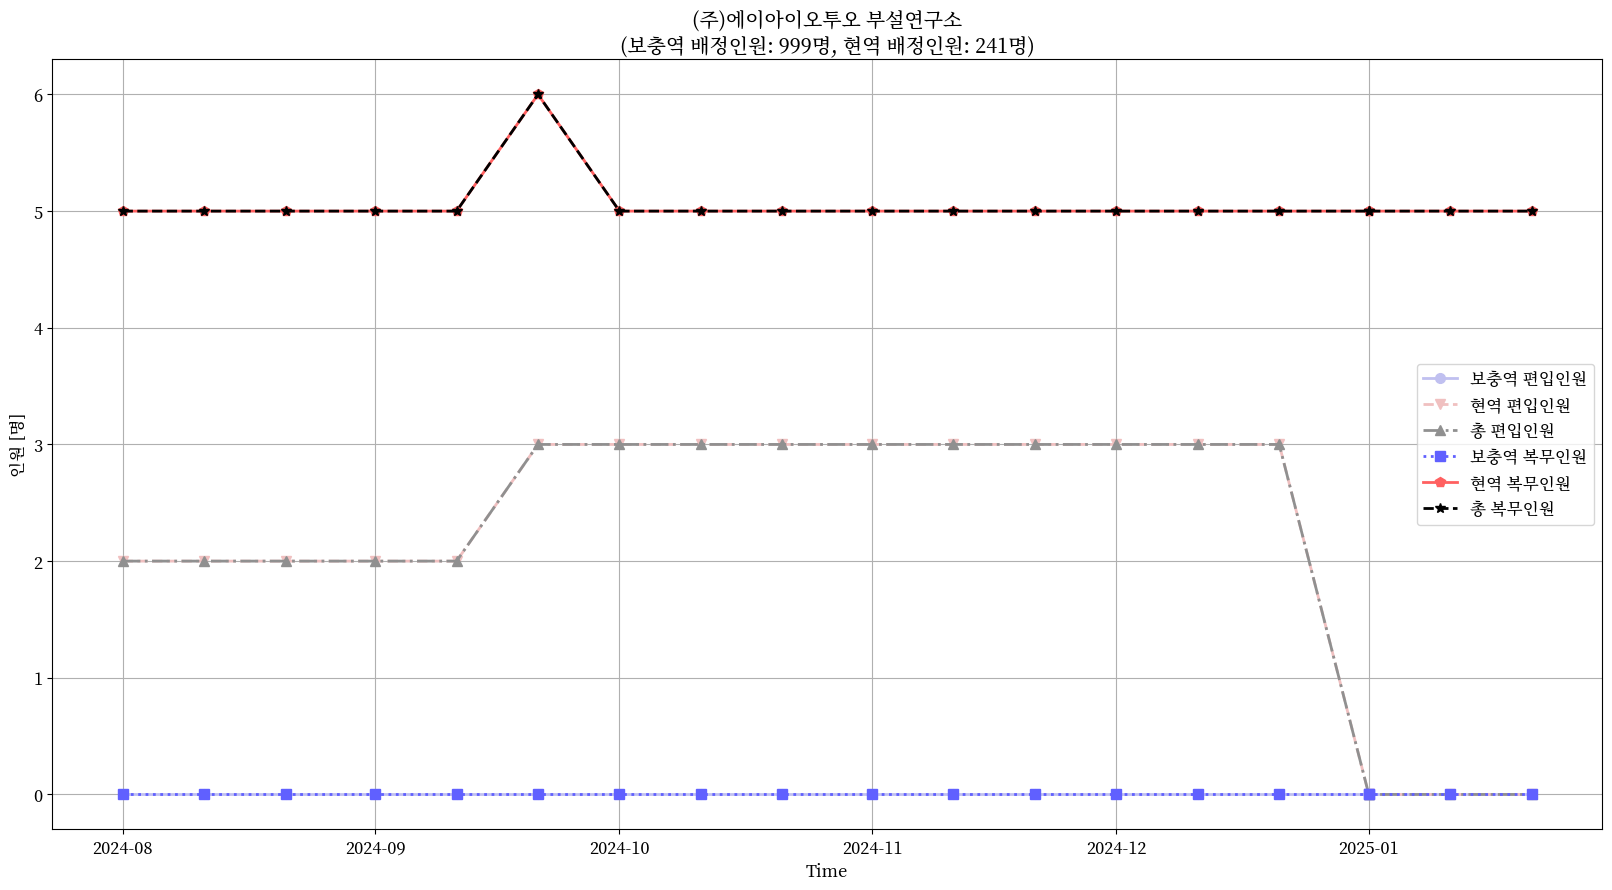 (주)에이아이오투오 부설연구소
(보충역 배정인원: 999명, 현역 배정인원: 241명)
6
5
4
3
2
1
0
인원 [명]
보충역 편입인원
현역 편입인원
총 편입인원
보충역 복무인원
현역 복무인원
총 복무인원
2024-08 2024-09 2024-10 2024-11 2024-12 2025-01
Time